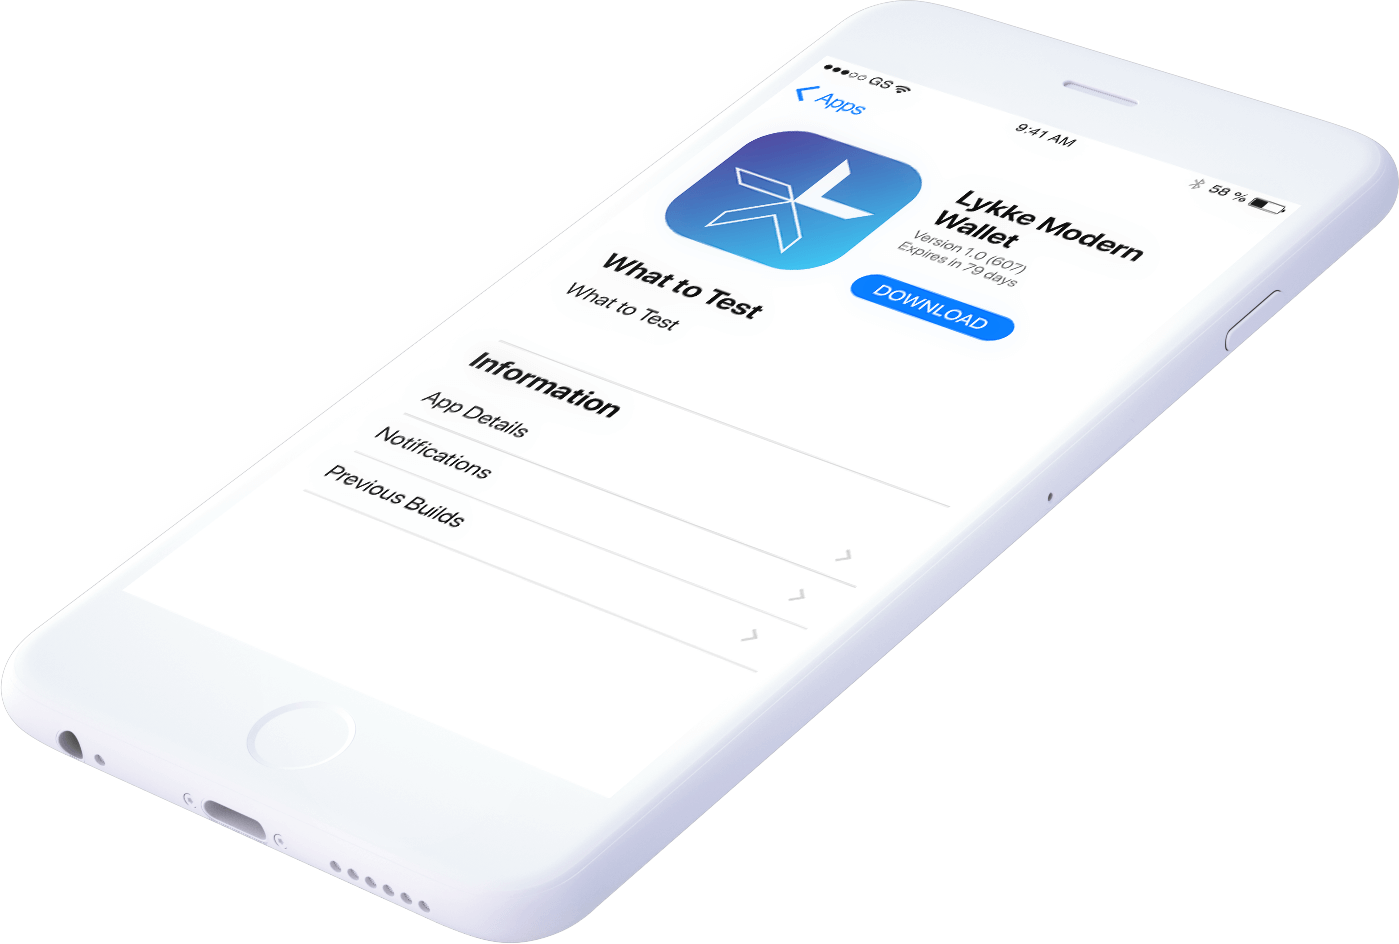 GS
9:41 AM
58 %
Apps
Lykke Modern
Wallet
Version 1.0 (607)
Expires in 79 days
DOWNLOAD
What to Test
What to Test
Information
App Details
Notifications
Previous Builds